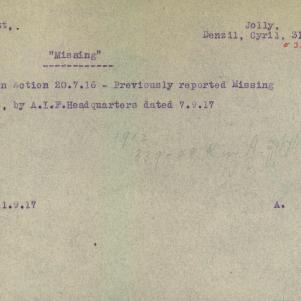 st,.
Jolly,
Denzil, Cyril, 31
"Missing"
n Action 20.7.16 - Previously reported Missing
, by A.I.F.Headquarters dated 7.9.17
1.9.17
A.